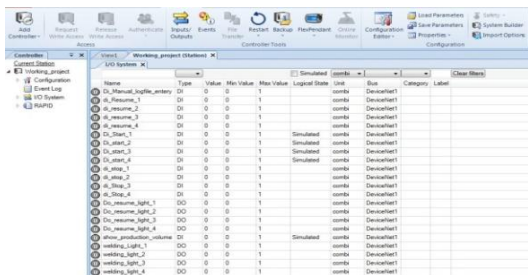 Add Controller
Request Write Access
Release Write Access
Authenticate
Inputs/ Outputs
Events
File Transfer
Restart
Backup
FlexPendant
Online Monitor
Configuration Editor
Load Parameters
Save Parameters
Properties
Safety
System Builder
Import Options
Access
Controller Tools
Configuration
Controller
View1
Working_project (Station)
Current Station
I/O System
Working_project
Configuration
Event Log
I/O System
RAPID
Simulated combi Clear filters
Name Type Value Min Value Max Value Logical State Unit Bus Category Label
Di_Manual_logfile_entery DI 0 0 1 combi DeviceNet1
di_Resume_1 DI 0 0 1 combi DeviceNet1
di_resume_2 DI 0 0 1 combi DeviceNet1
di_resume_3 DI 0 0 1 combi DeviceNet1
di_resume_4 DI 0 0 1 combi DeviceNet1
Di_Start_1 DI 0 0 1 Simulated combi DeviceNet1
Di_start_2 DI 0 0 1 Simulated combi DeviceNet1
Di_start_3 DI 0 0 1 Simulated combi DeviceNet1
Di_start_4 DI 0 0 1 Simulated combi DeviceNet1
di_stop_1 DI 0 0 1 combi DeviceNet1
di_stop_2 DI 0 0 1 combi DeviceNet1
di_Stop_3 DI 0 0 1 combi DeviceNet1
di_Stop_4 DI 0 0 1 combi DeviceNet1
Do_resume_light_1 DO 0 0 1 combi DeviceNet1
Do_resume_light_2 DO 0 0 1 combi DeviceNet1
Do_resume_light_3 DO 0 0 1 combi DeviceNet1
Do_resume_light_4 DO 0 0 1 combi DeviceNet1
show_production_volume DI 0 0 1 Simulated combi DeviceNet1
welding_Light_1 DO 0 0 1 combi DeviceNet1
welding_light_2 DO 0 0 1 combi DeviceNet1
welding_light_3 DO 0 0 1 combi DeviceNet1
welding_light_4 DO 0 0 1 combi DeviceNet1